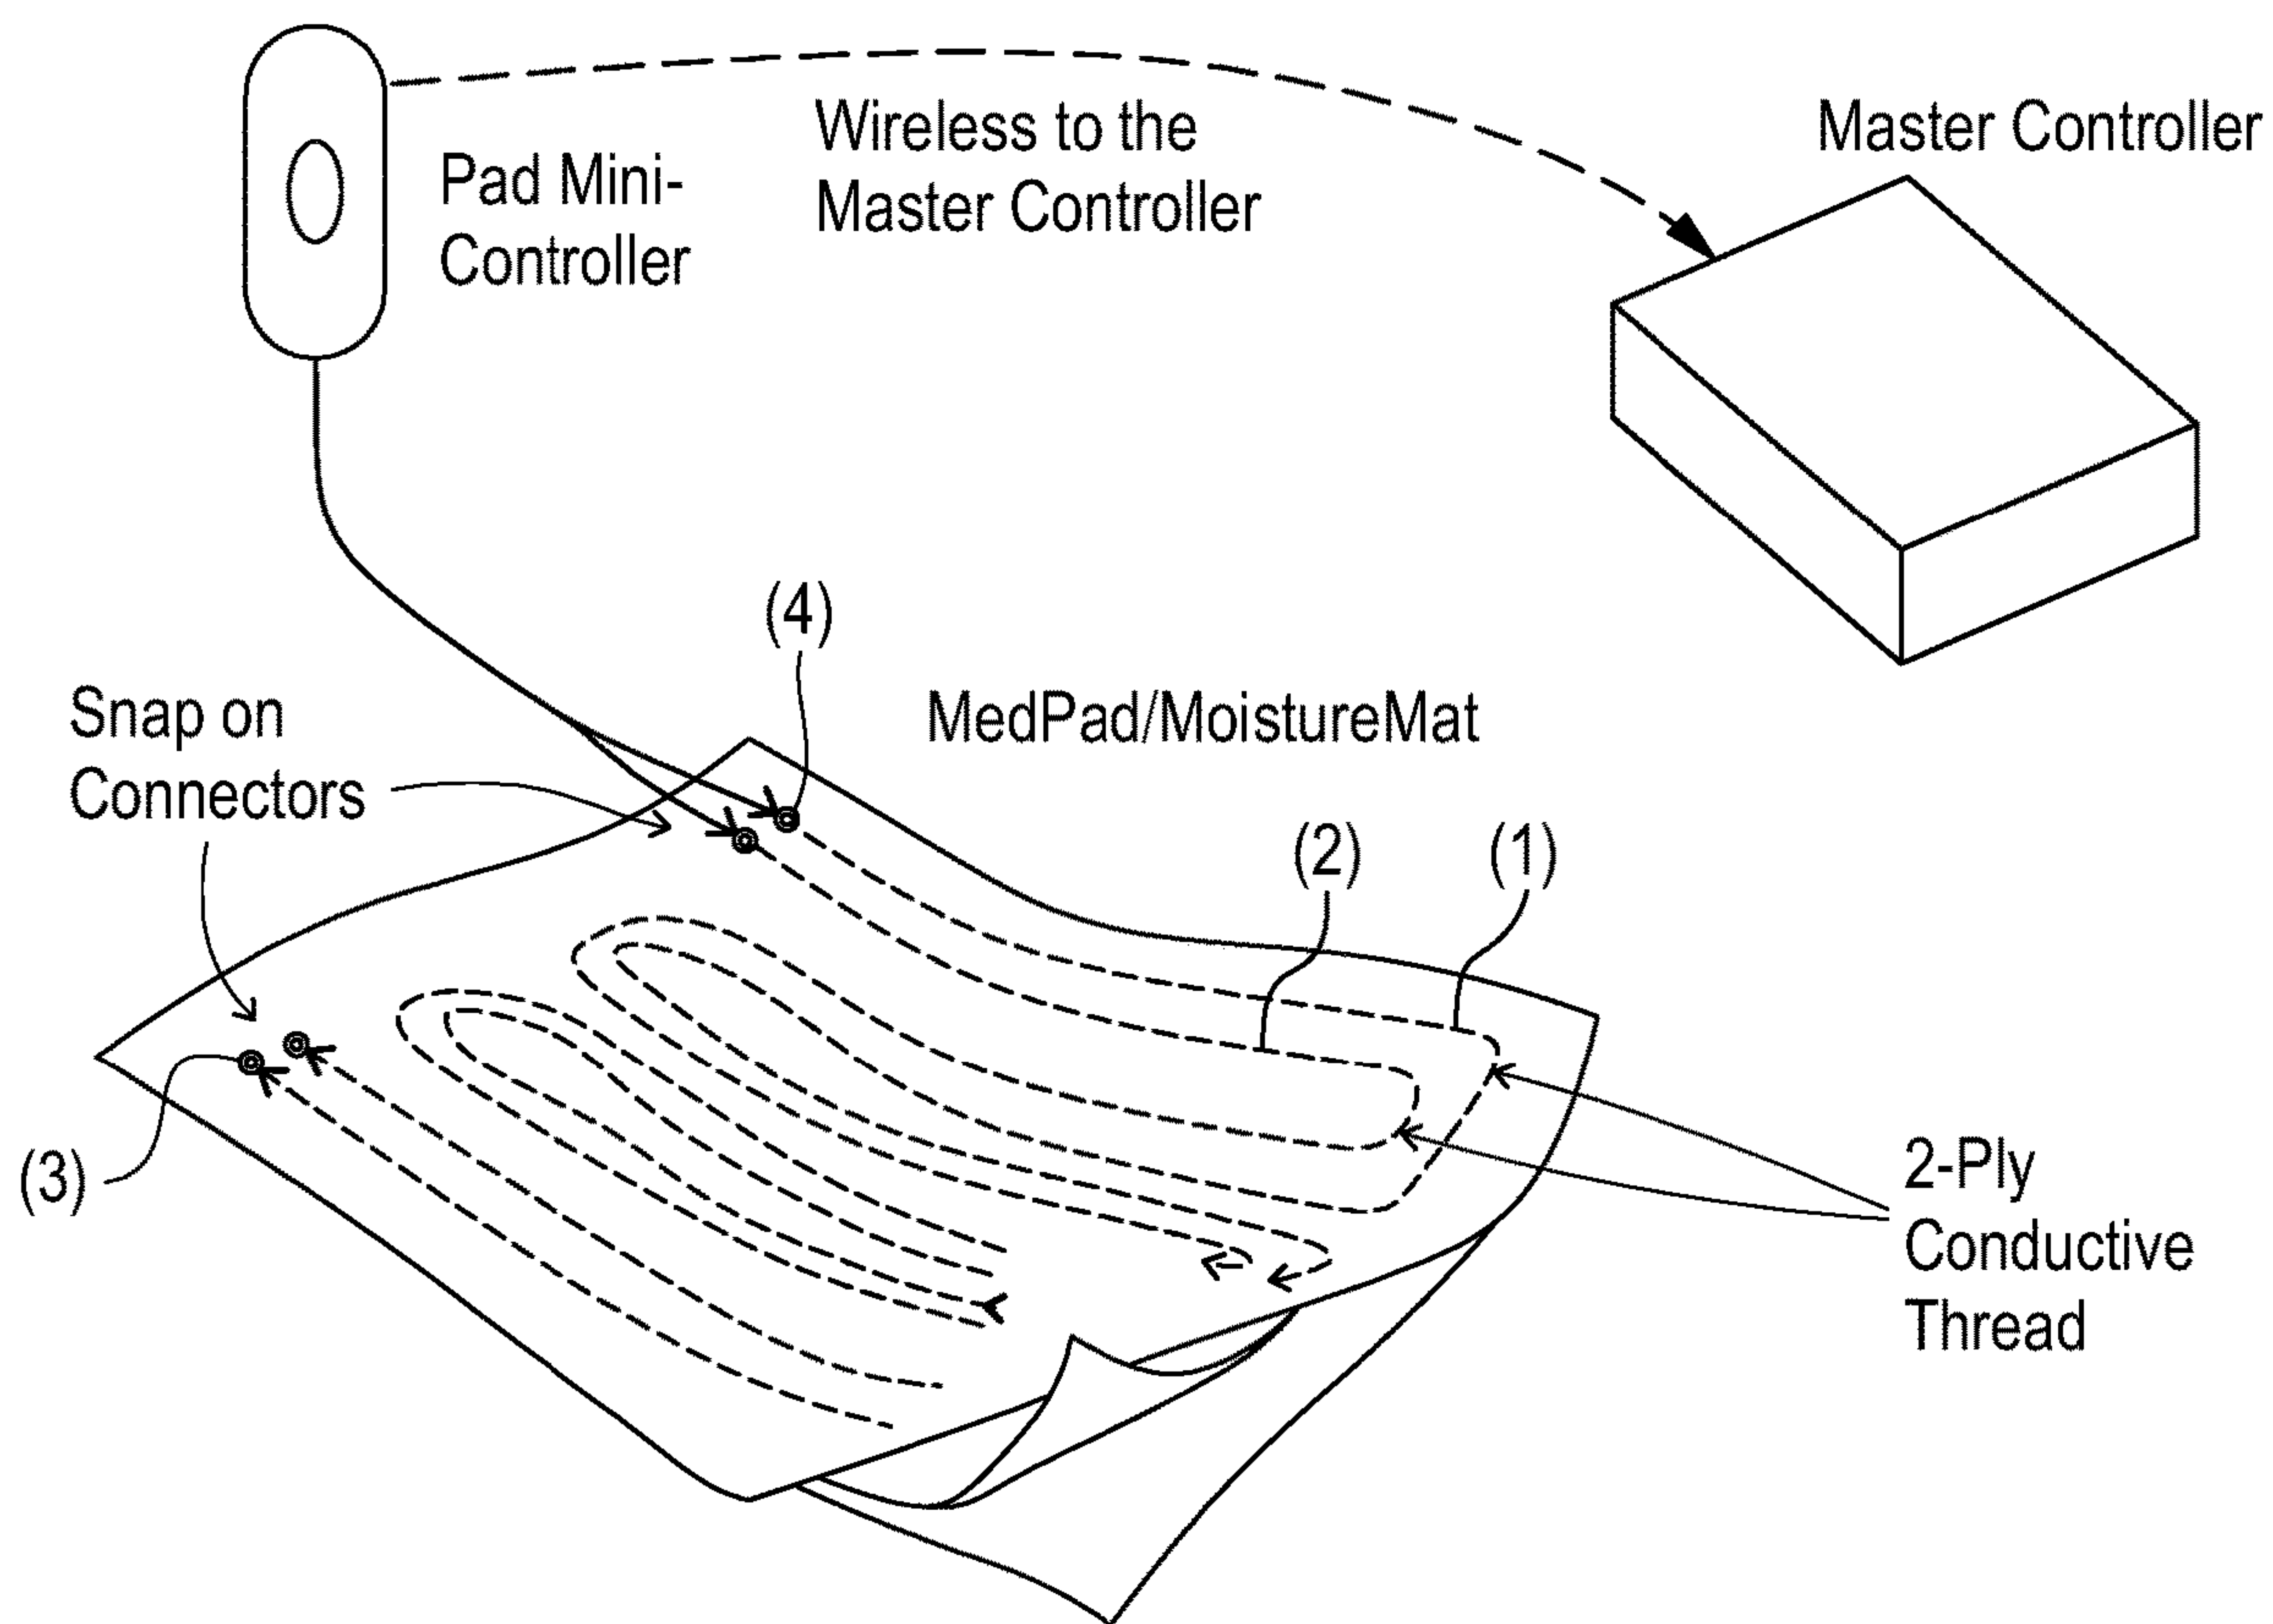 Master Controller
Wireless to the
Master Controller
Pad Mini-
Controller
(4)
Snap on
Connectors
MedPad/MoistureMat
(2)
(1)
(3)
2-Ply
Conductive
Thread